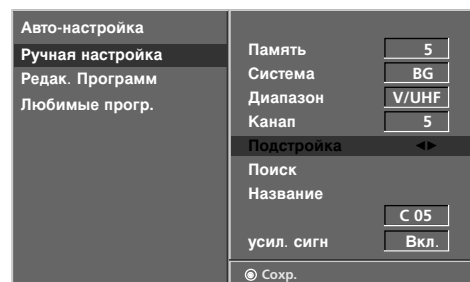 Авто-настройка
Ручная настройка
Редак. Программ
Любимые прогр.
Память 5
Система BG
Диапазон V/UHF
Канап 5
Подстройка ◄►
Поиск
Название
C 05
усил. сигн Вкл.
Сохр.